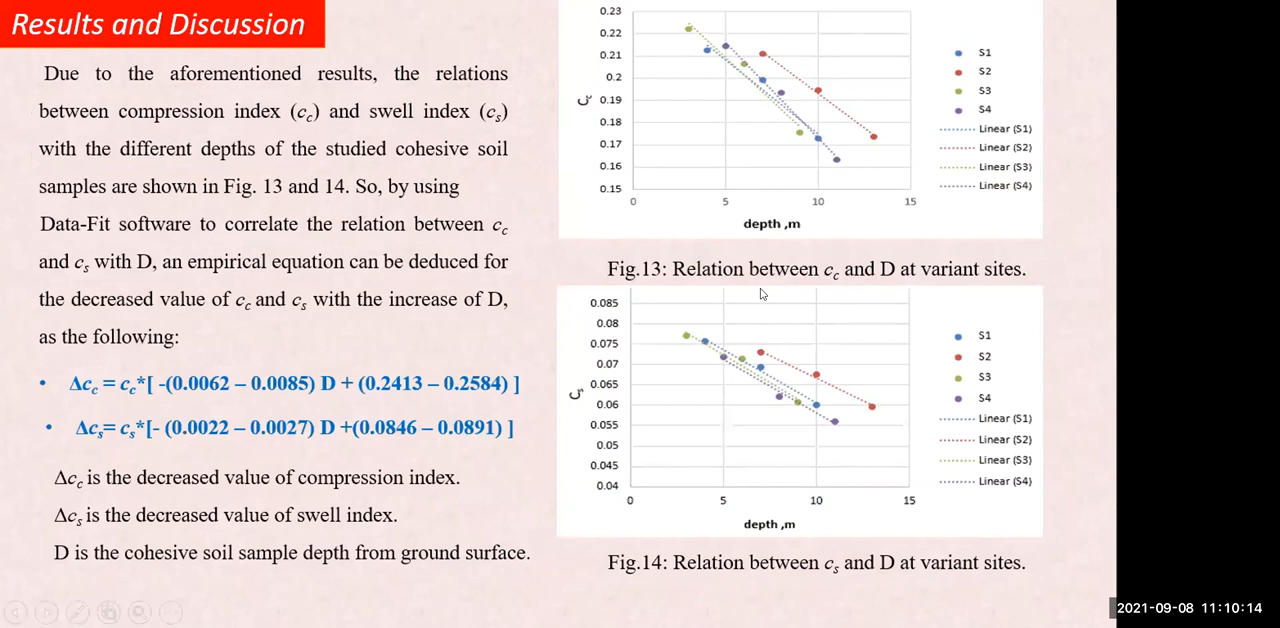 Results and Discussion
Due to the aforementioned results, the relations
between compression index (cc) and swell index (cs)
with the different depths of the studied cohesive soil
samples are shown in Fig. 13 and 14. So, by using
Data-Fit software to correlate the relation between cc
and cs with D, an empirical equation can be deduced for
the decreased value of cc and cs with the increase of D,
as the following:
• Δcc = cc*[ -(0.0062 – 0.0085) D + (0.2413 – 0.2584) ]
• Δcs= cs*[- (0.0022 – 0.0027) D +(0.0846 – 0.0891) ]
Δcc is the decreased value of compression index.
Δcs is the decreased value of swell index.
D is the cohesive soil sample depth from ground surface.
0.23
0.22
0.21
0.2
0.19
0.18
0.17
0.16
0.15
Cc
0 5 10 15
depth ,m
S1
S2
S3
S4
Linear (S1)
Linear (S2)
Linear (S3)
Linear (S4)
Fig.13: Relation between cc and D at variant sites.
0.085
0.08
0.075
0.07
0.065
0.06
0.055
0.05
0.045
0.04
Cs
0 5 10 15
depth ,m
S1
S2
S3
S4
Linear (S1)
Linear (S2)
Linear (S3)
Linear (S4)
Fig.14: Relation between cs and D at variant sites.
2021-09-08 11:10:14